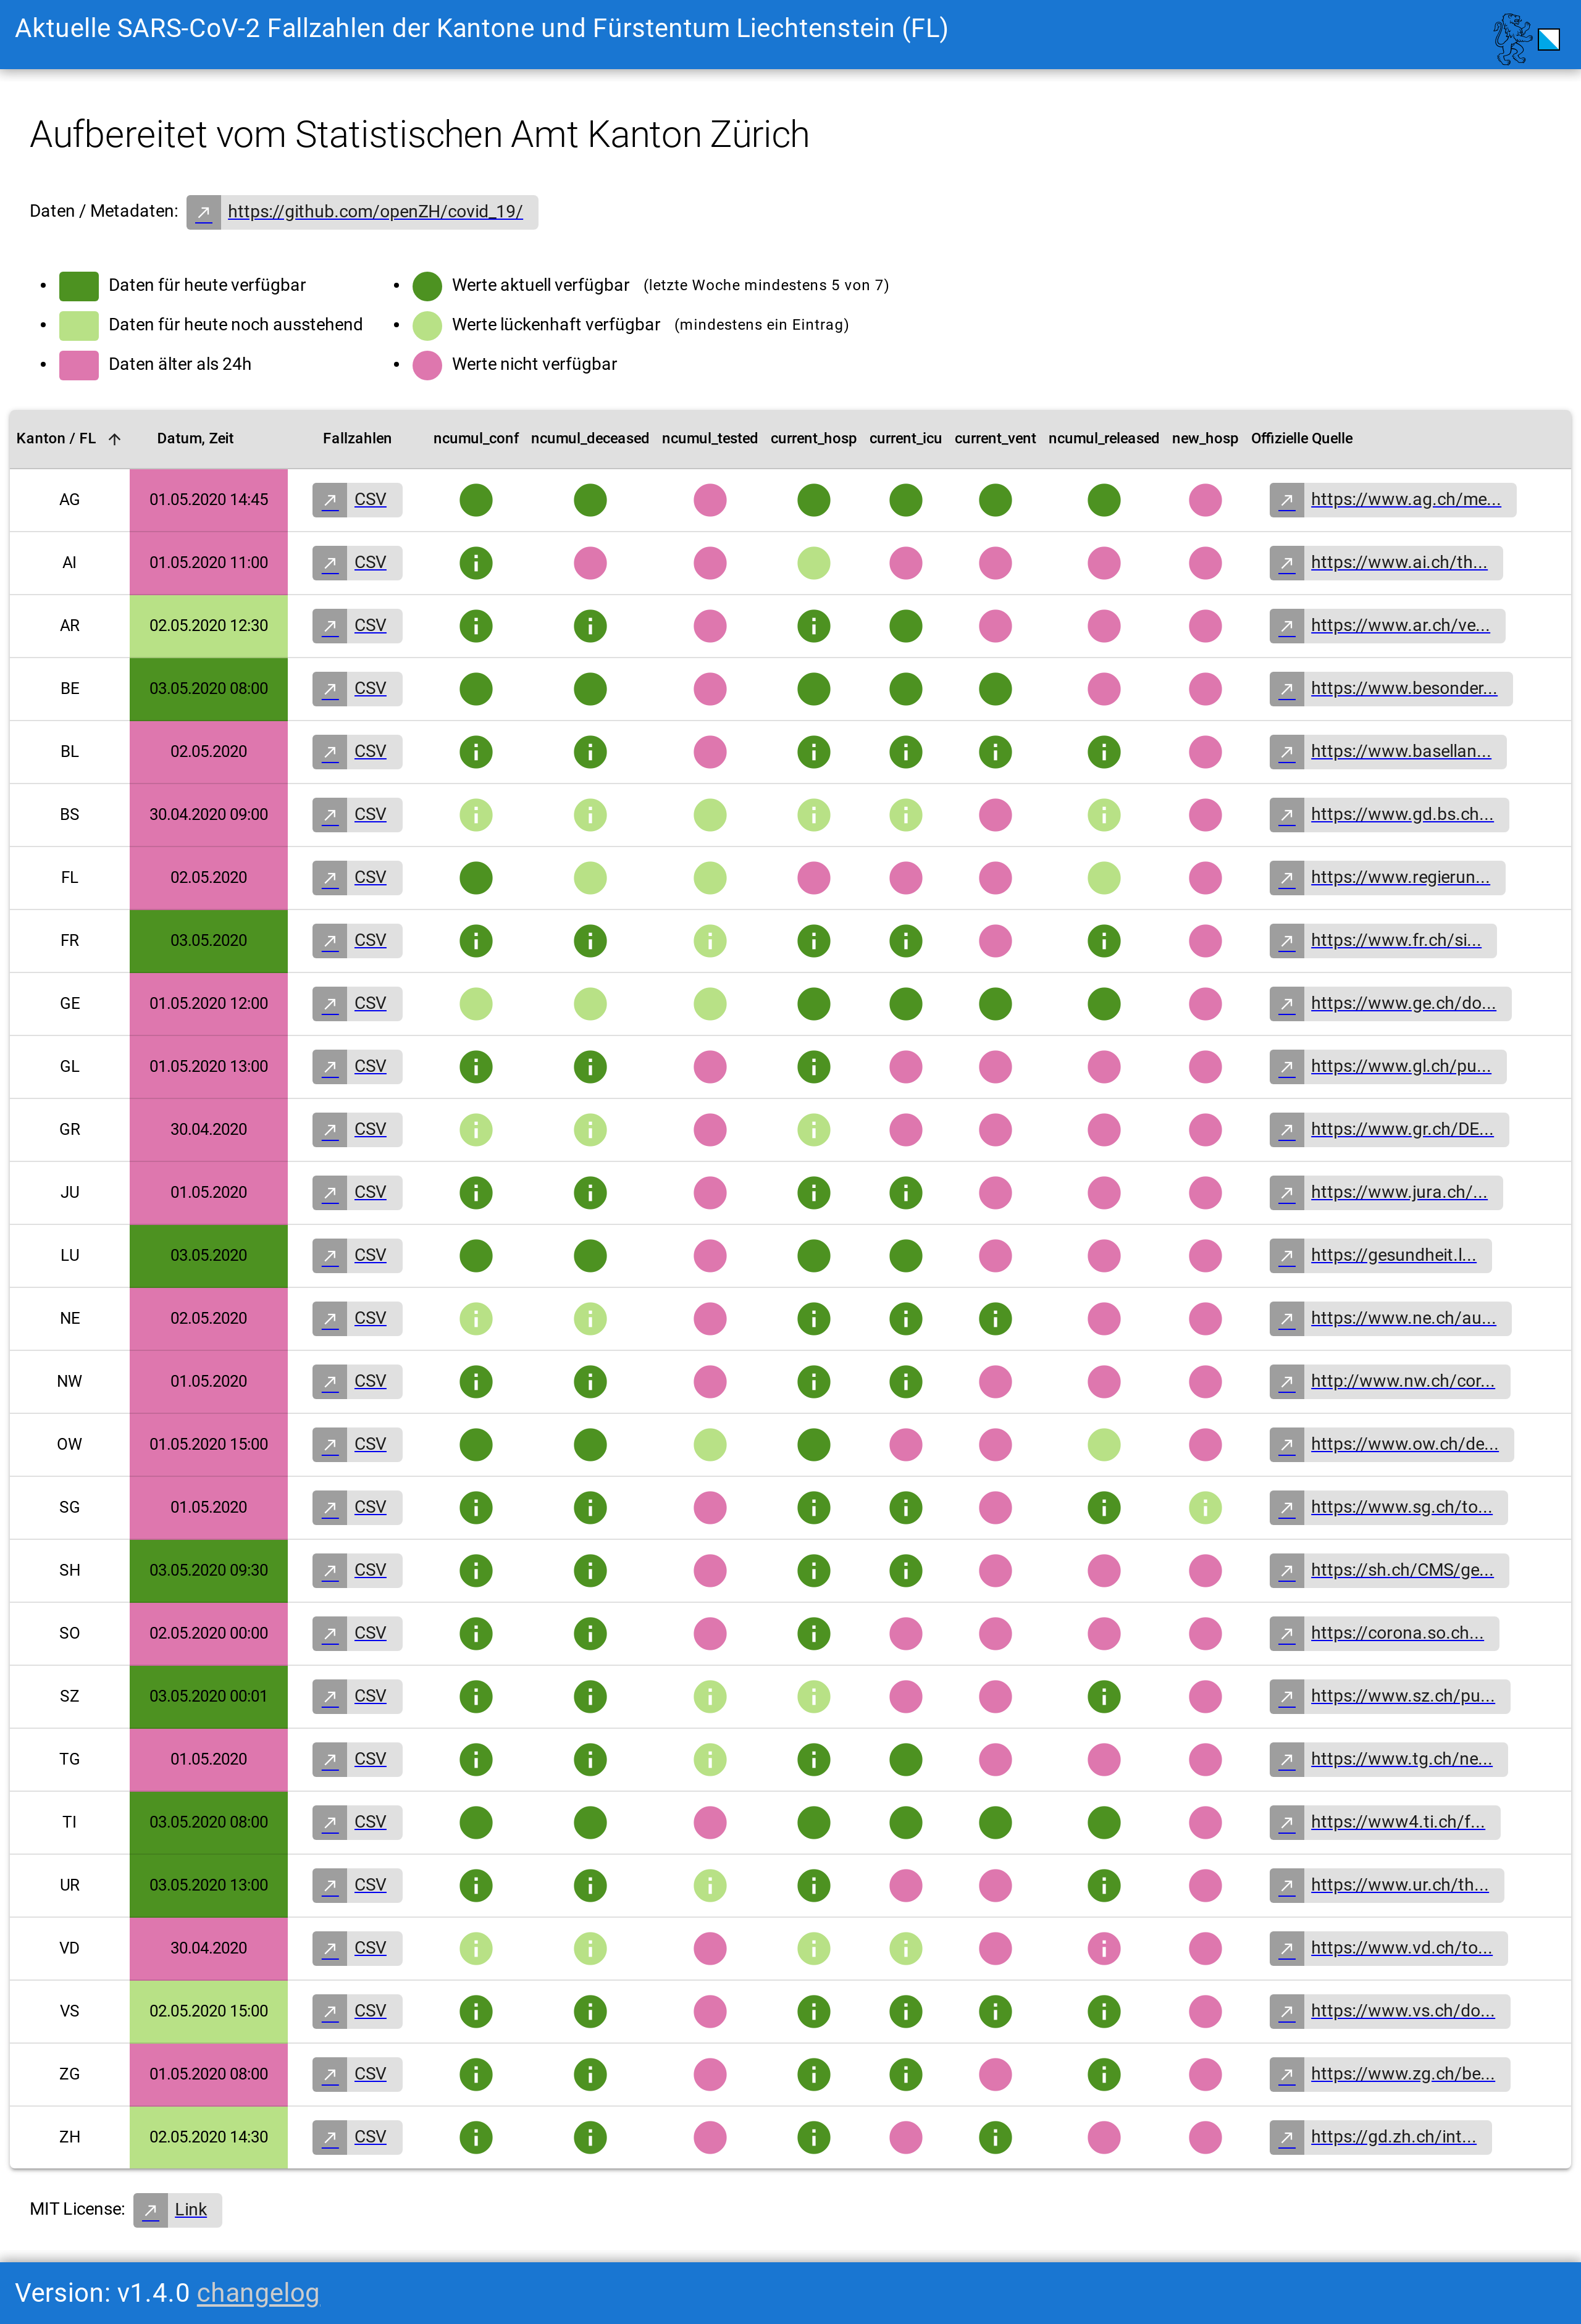 Aktuelle SARS-CoV-2 Fallzahlen der Kantone und Fürstentum Liechtenstein (FL)
Aufbereitet vom Statistischen Amt Kanton Zürich
Daten / Metadaten: https://github.com/openZH/covid_19/
Daten für heute verfügbar
Daten für heute noch ausstehend
Daten älter als 24h
Werte aktuell verfügbar (letzte Woche mindestens 5 von 7)
Werte lückenhaft verfügbar (mindestens ein Eintrag)
Werte nicht verfügbar
Kanton / FL Datum, Zeit Fallzahlen ncumul_conf ncumul_deceased ncumul_tested current_hosp current_icu current_vent ncumul_released new_hosp Offizielle Quelle
AG 01.05.2020 14:45 CSV https://www.ag.ch/me...
AI 01.05.2020 11:00 CSV https://www.ai.ch/th...
AR 02.05.2020 12:30 CSV https://www.ar.ch/ve...
BE 03.05.2020 08:00 CSV https://www.besonder...
BL 02.05.2020 CSV https://www.basellan...
BS 30.04.2020 09:00 CSV https://www.gd.bs.ch...
FL 02.05.2020 CSV https://www.regierun...
FR 03.05.2020 CSV https://www.fr.ch/si...
GE 01.05.2020 12:00 CSV https://www.ge.ch/do...
GL 01.05.2020 13:00 CSV https://www.gl.ch/pu...
GR 30.04.2020 CSV https://www.gr.ch/DE...
JU 01.05.2020 CSV https://www.jura.ch/...
LU 03.05.2020 CSV https://gesundheit.l...
NE 02.05.2020 CSV https://www.ne.ch/au...
NW 01.05.2020 CSV http://www.nw.ch/cor...
OW 01.05.2020 15:00 CSV https://www.ow.ch/de...
SG 01.05.2020 CSV https://www.sg.ch/to...
SH 03.05.2020 09:30 CSV https://sh.ch/CMS/ge...
SO 02.05.2020 00:00 CSV https://corona.so.ch...
SZ 03.05.2020 00:01 CSV https://www.sz.ch/pu...
TG 01.05.2020 CSV https://www.tg.ch/ne...
TI 03.05.2020 08:00 CSV https://www4.ti.ch/f...
UR 03.05.2020 13:00 CSV https://www.ur.ch/th...
VD 30.04.2020 CSV https://www.vd.ch/to...
VS 02.05.2020 15:00 CSV https://www.vs.ch/do...
ZG 01.05.2020 08:00 CSV https://www.zg.ch/be...
ZH 02.05.2020 14:30 CSV https://gd.zh.ch/int...
MIT License: Link
Version: v1.4.0 changelog